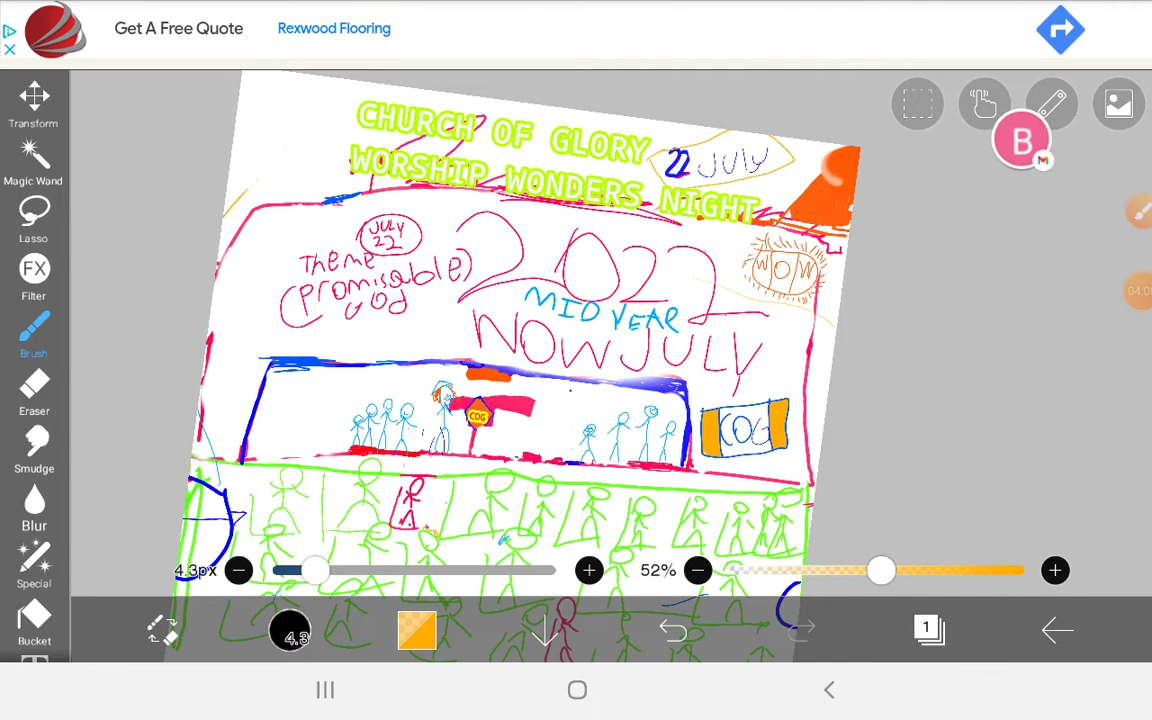 Get A Free Quote
Rexwood Flooring
Transform
Magic Wand
Lasso
FX
Filter
Brush
Eraser
Smudge
Blur
Special
Bucket
B
M
04:0
CHURCH OF GLORY
WORSHIP WONDERS NIGHT
22 JULY
JULY
22
Theme
(promisable)
God
2022
MID YEAR
NOW JULY
WOW
COG
COG
4.3px
52%
4.3
1